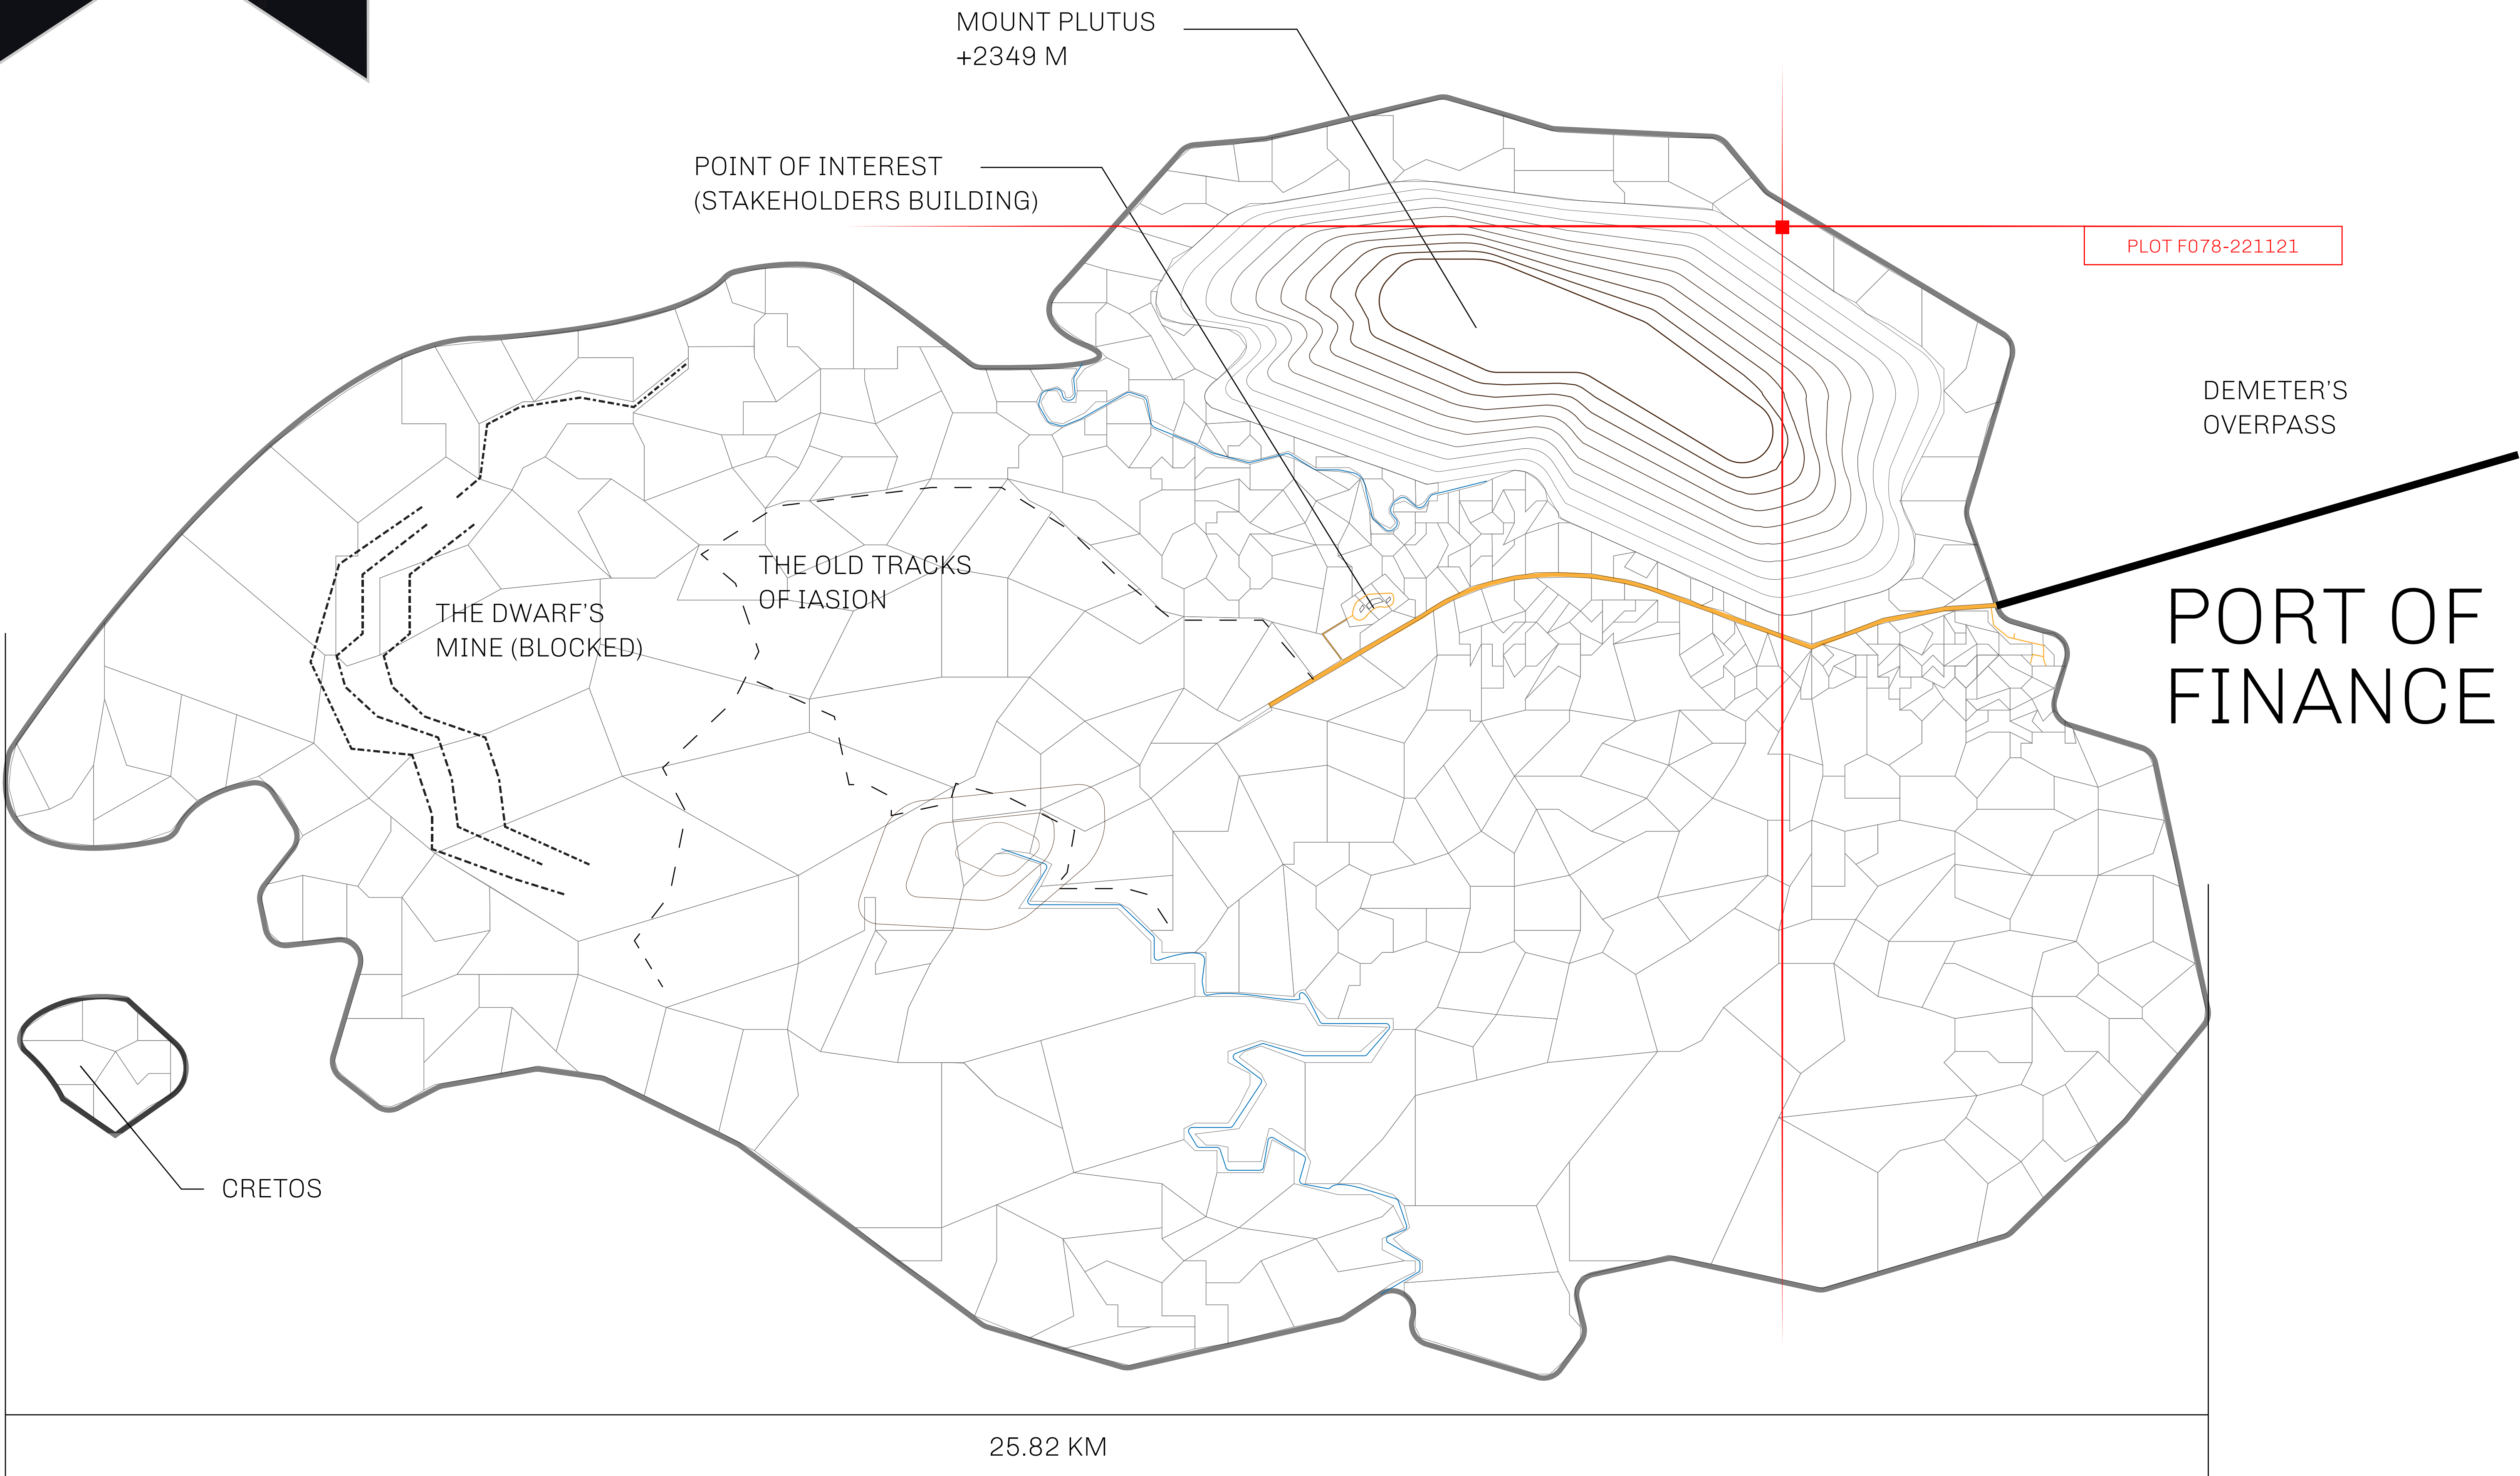 MOUNT PLUTUS
+2349 M
POINT OF INTEREST
(STAKEHOLDERS BUILDING)
PLOT F078-221121
DEMETER'S
OVERPASS
THE OLD TRACKS
OF IASION
THE DWARF'S
MINE (BLOCKED)
PORT OF
FINANCE
CRETOS
25.82 KM